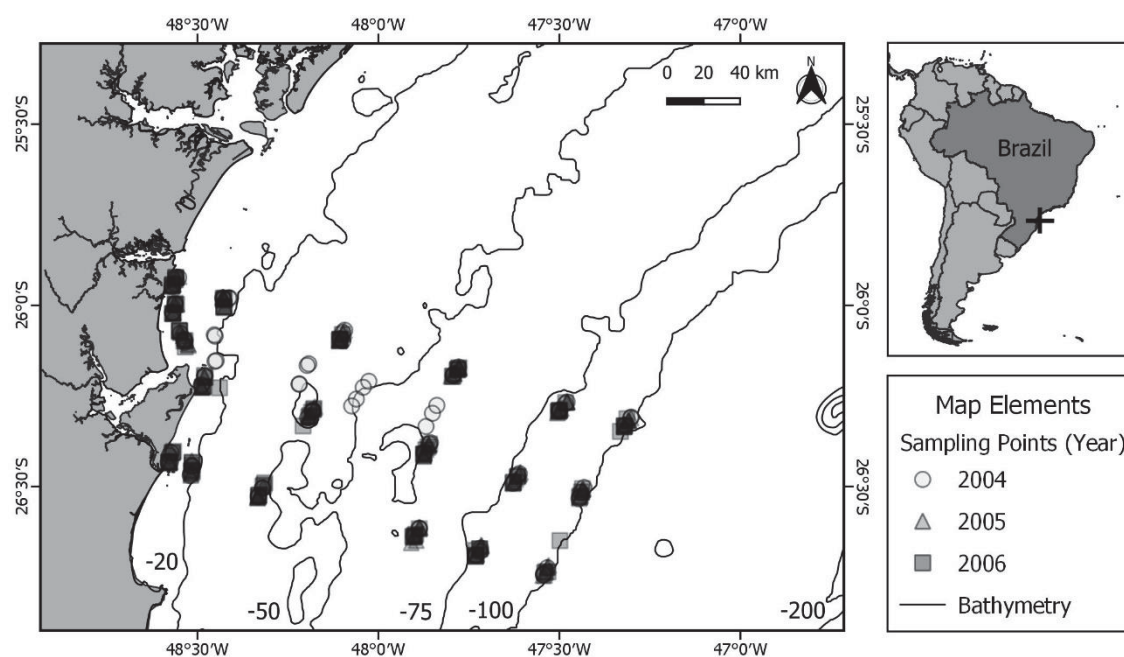 48°30'W 48°0'W 47°30'W 47°0'W
N
0 20 40 km
25°30'S
25°30'S
26°0'S
26°0'S
26°30'S
26°30'S
-20
-50
-75
-100
-200
48°30'W 48°0'W 47°30'W 47°0'W
Brazil
Map Elements
Sampling Points (Year)
2004
2005
2006
Bathymetry